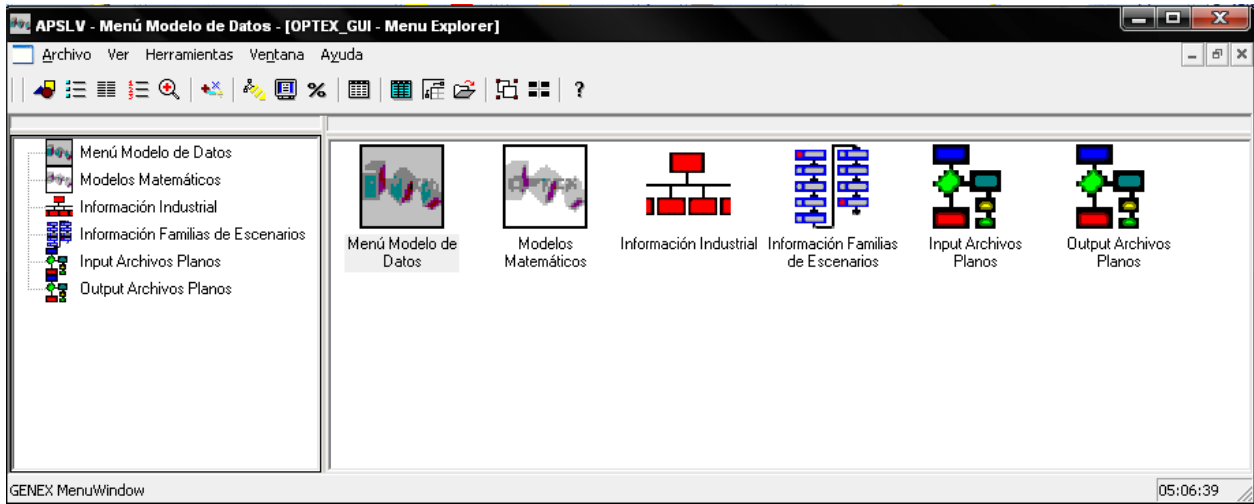 APSLV - Menú Modelo de Datos - [OPTEX_GUI - Menu Explorer]
Archivo Ver Herramientas Ventana Ayuda
Menú Modelo de Datos
Modelos Matemáticos
Información Industrial
Información Familias de Escenarios
Input Archivos Planos
Output Archivos Planos
Menú Modelo de
Datos
Modelos
Matemáticos
Información Industrial
Información Familias
de Escenarios
Input Archivos
Planos
Output Archivos
Planos
GENEX MenuWindow
05:06:39